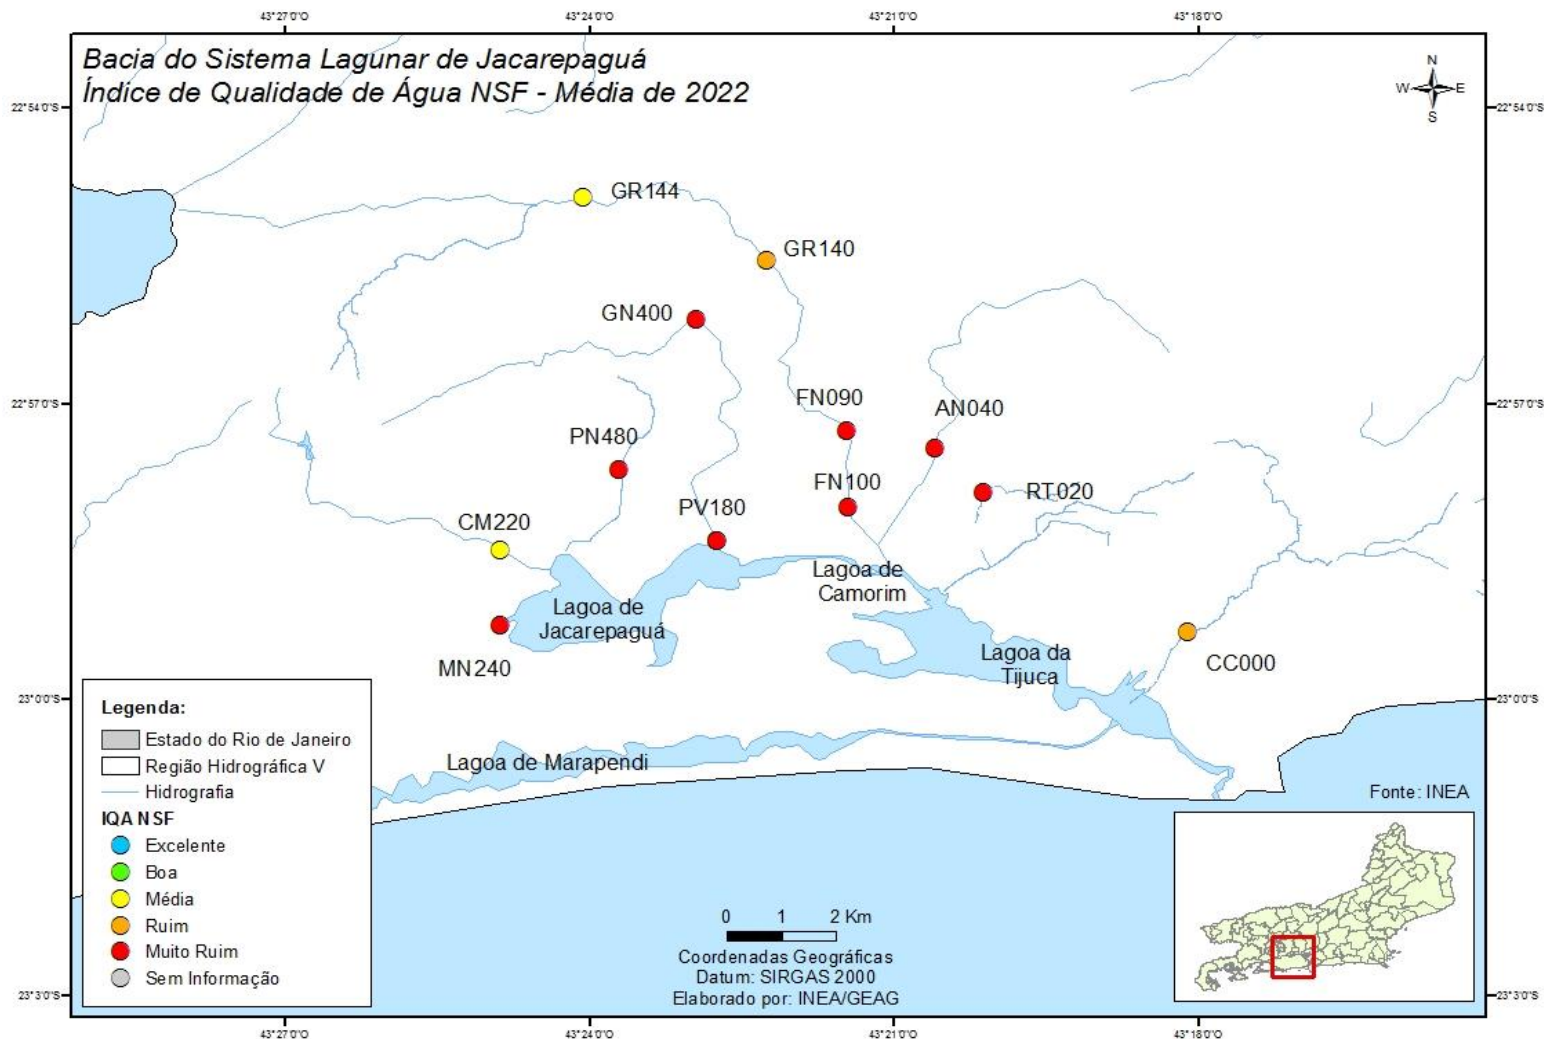 43°27'0"O
43°24'0"O
43°21'0"O
43°18'0"O
Bacia do Sistema Lagunar de Jacarepaguá
Índice de Qualidade de Água NSF - Média de 2022
N
W
E
S
22°54'0"S
22°54'0"S
GR144
GR140
GN400
22°57'0"S
22°57'0"S
FN090
AN040
PN480
FN100
RT020
PV180
CM220
Lagoa de
Camorim
Lagoa de
Jacarepaguá
Lagoa da
Tijuca
CC000
MN240
23°0'0"S
23°0'0"S
Lagoa de Marapendi
Legenda:
Estado do Rio de Janeiro
Região Hidrográfica V
Hidrografia
IQA NSF
Excelente
Boa
Média
Ruim
Muito Ruim
Sem Informação
Fonte: INEA
0 1 2 Km
Coordenadas Geográficas
Datum: SIRGAS 2000
Elaborado por: INEA/GEAG
23°3'0"S
23°3'0"S
43°27'0"O
43°24'0"O
43°21'0"O
43°18'0"O